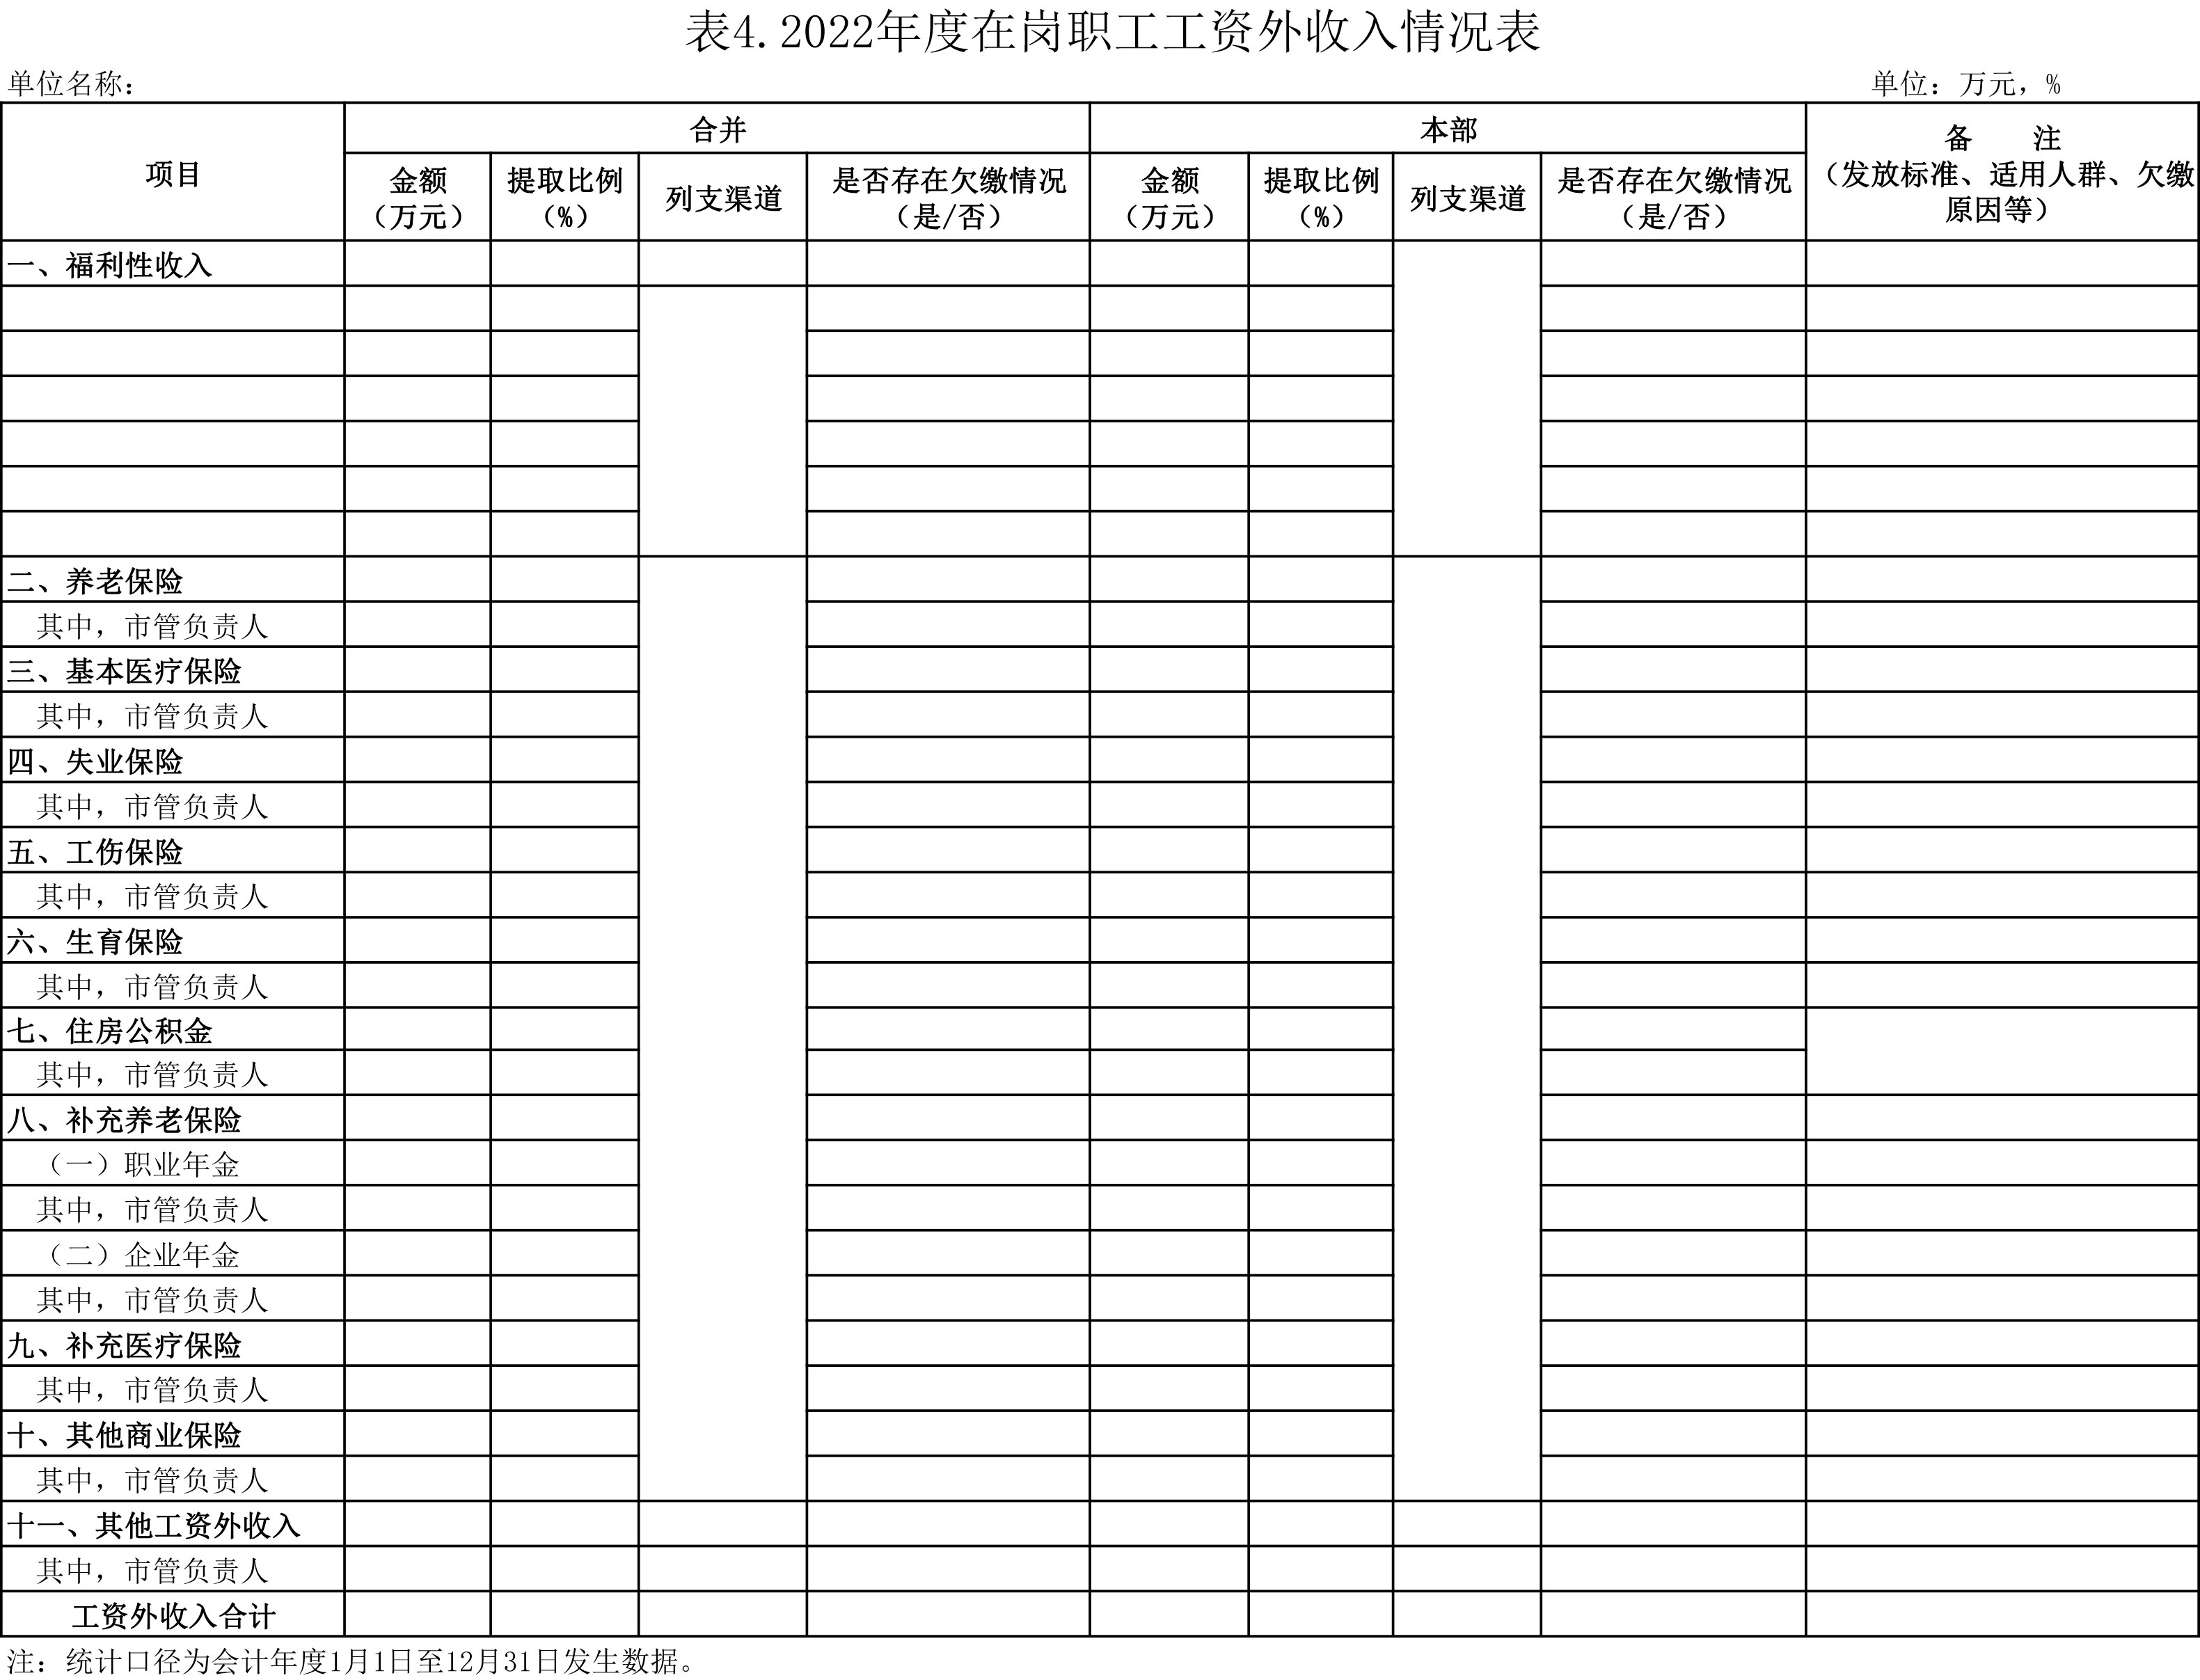 表4.2022年度在岗职工工资外收入情况表
单位名称：
单位：万元，%
项目
合并
本部
备　　注
（发放标准、适用人群、欠缴
原因等）
金额
（万元）
提取比例
（%）
列支渠道
是否存在欠缴情况
（是/否）
金额
（万元）
提取比例
（%）
列支渠道
是否存在欠缴情况
（是/否）
一、福利性收入
二、养老保险
其中，市管负责人
三、基本医疗保险
其中，市管负责人
四、失业保险
其中，市管负责人
五、工伤保险
其中，市管负责人
六、生育保险
其中，市管负责人
七、住房公积金
其中，市管负责人
八、补充养老保险
（一）职业年金
其中，市管负责人
（二）企业年金
其中，市管负责人
九、补充医疗保险
其中，市管负责人
十、其他商业保险
其中，市管负责人
十一、其他工资外收入
其中，市管负责人
工资外收入合计
注：统计口径为会计年度1月1日至12月31日发生数据。